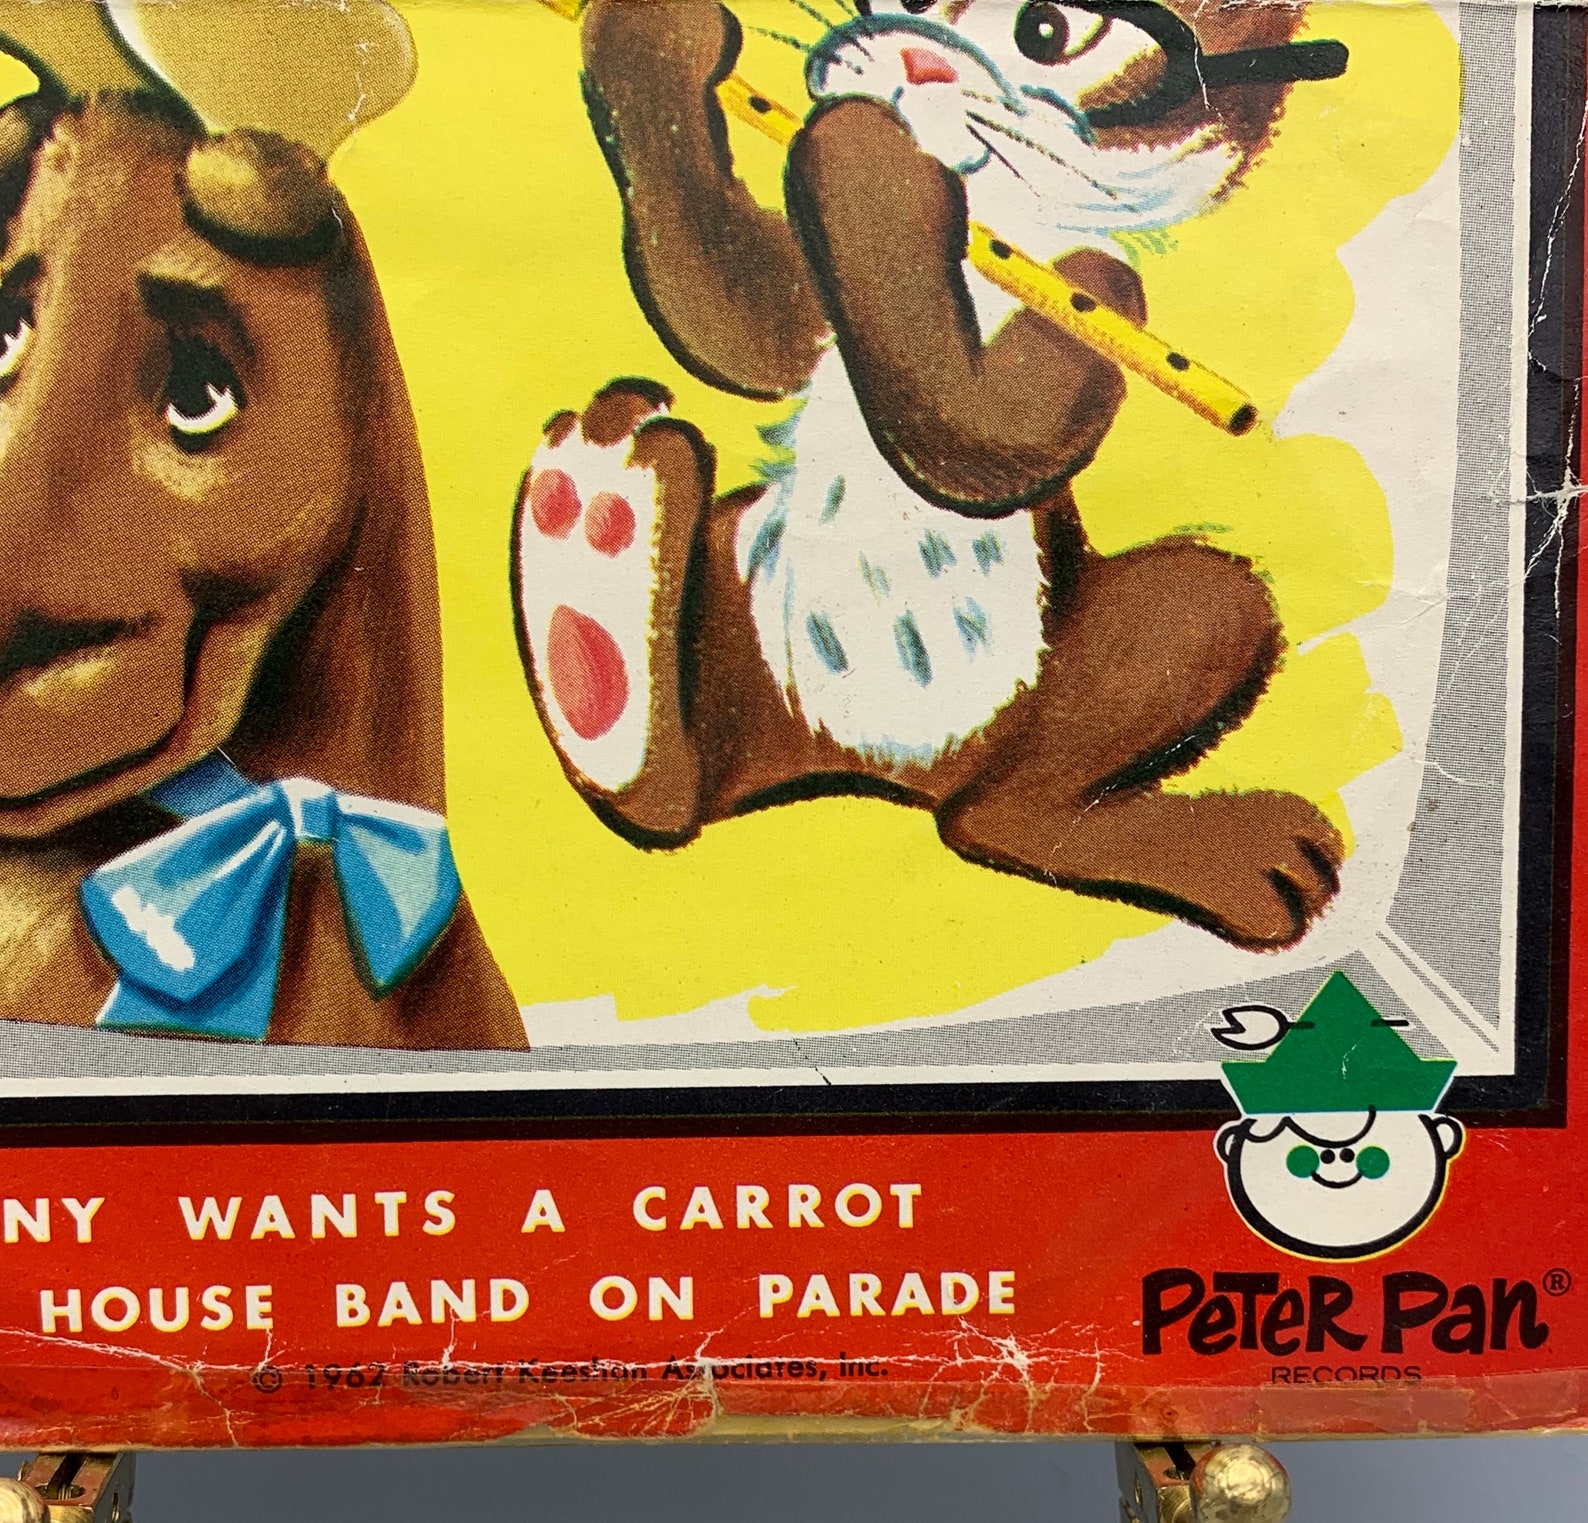 NY WANTS A CARROT
HOUSE BAND ON PARADE
© 1962 Robert Keeshan Associates, Inc.
PETER PAN®
RECORDS